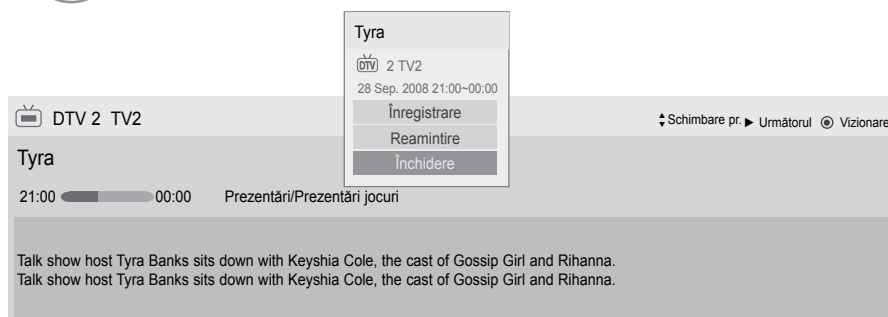 Tyra
DTV 2 TV2
28 Sep. 2008 21:00~00:00
Înregistrare
Reamintire
Închidere
DTV 2 TV2
Schimbare pr. Următorul Vizionare
Tyra
21:00 00:00 Prezentări/Prezentări jocuri
Talk show host Tyra Banks sits down with Keyshia Cole, the cast of Gossip Girl and Rihanna.
Talk show host Tyra Banks sits down with Keyshia Cole, the cast of Gossip Girl and Rihanna.